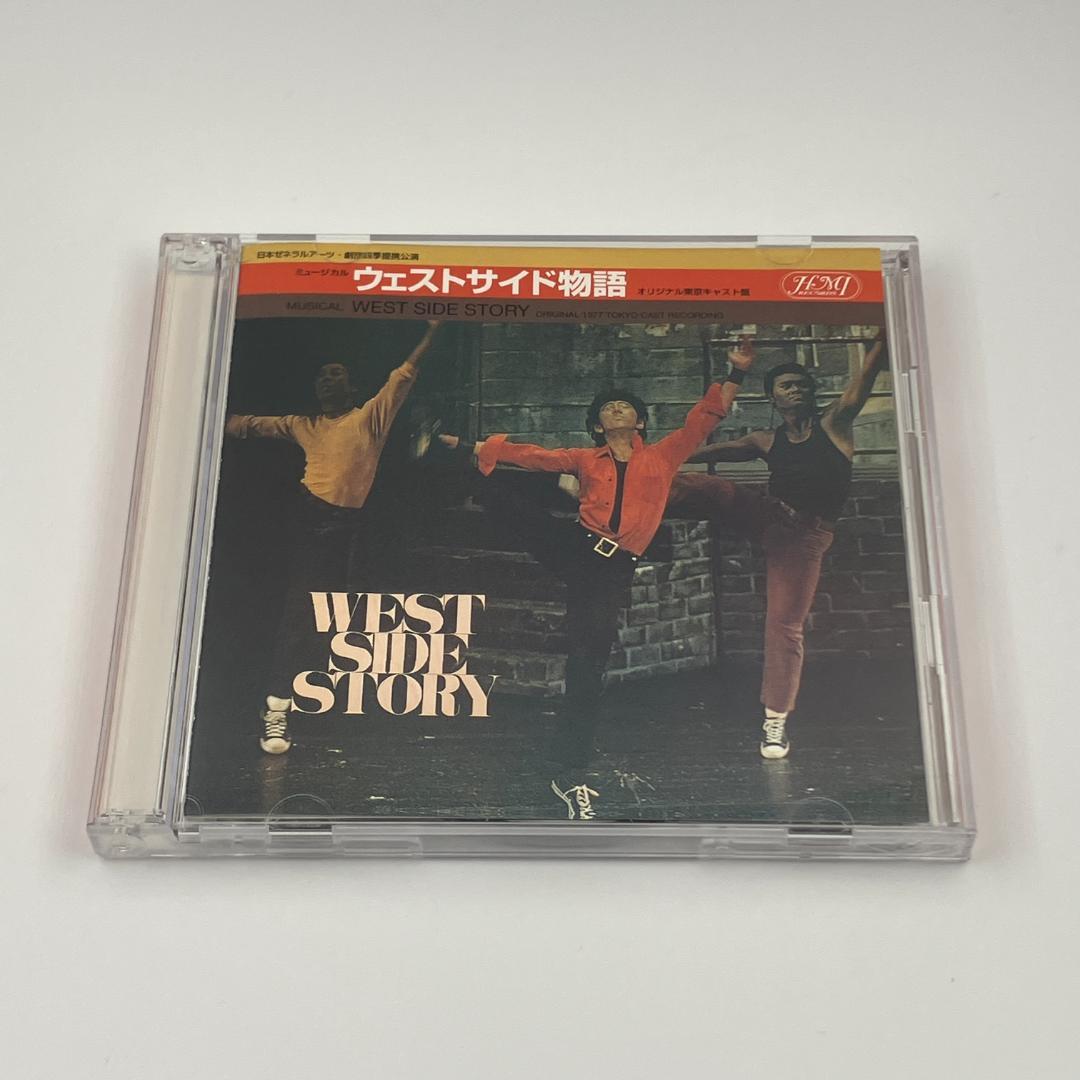 日本ゼネラルアーツ・劇団四季提携公演
ミュージカル ウェストサイド物語 オリジナル東京キャスト盤
HMI
RECORDS
MUSICAL WEST SIDE STORY ORIGINAL 1977 TOKYO CAST RECORDING
WEST
SIDE
STORY